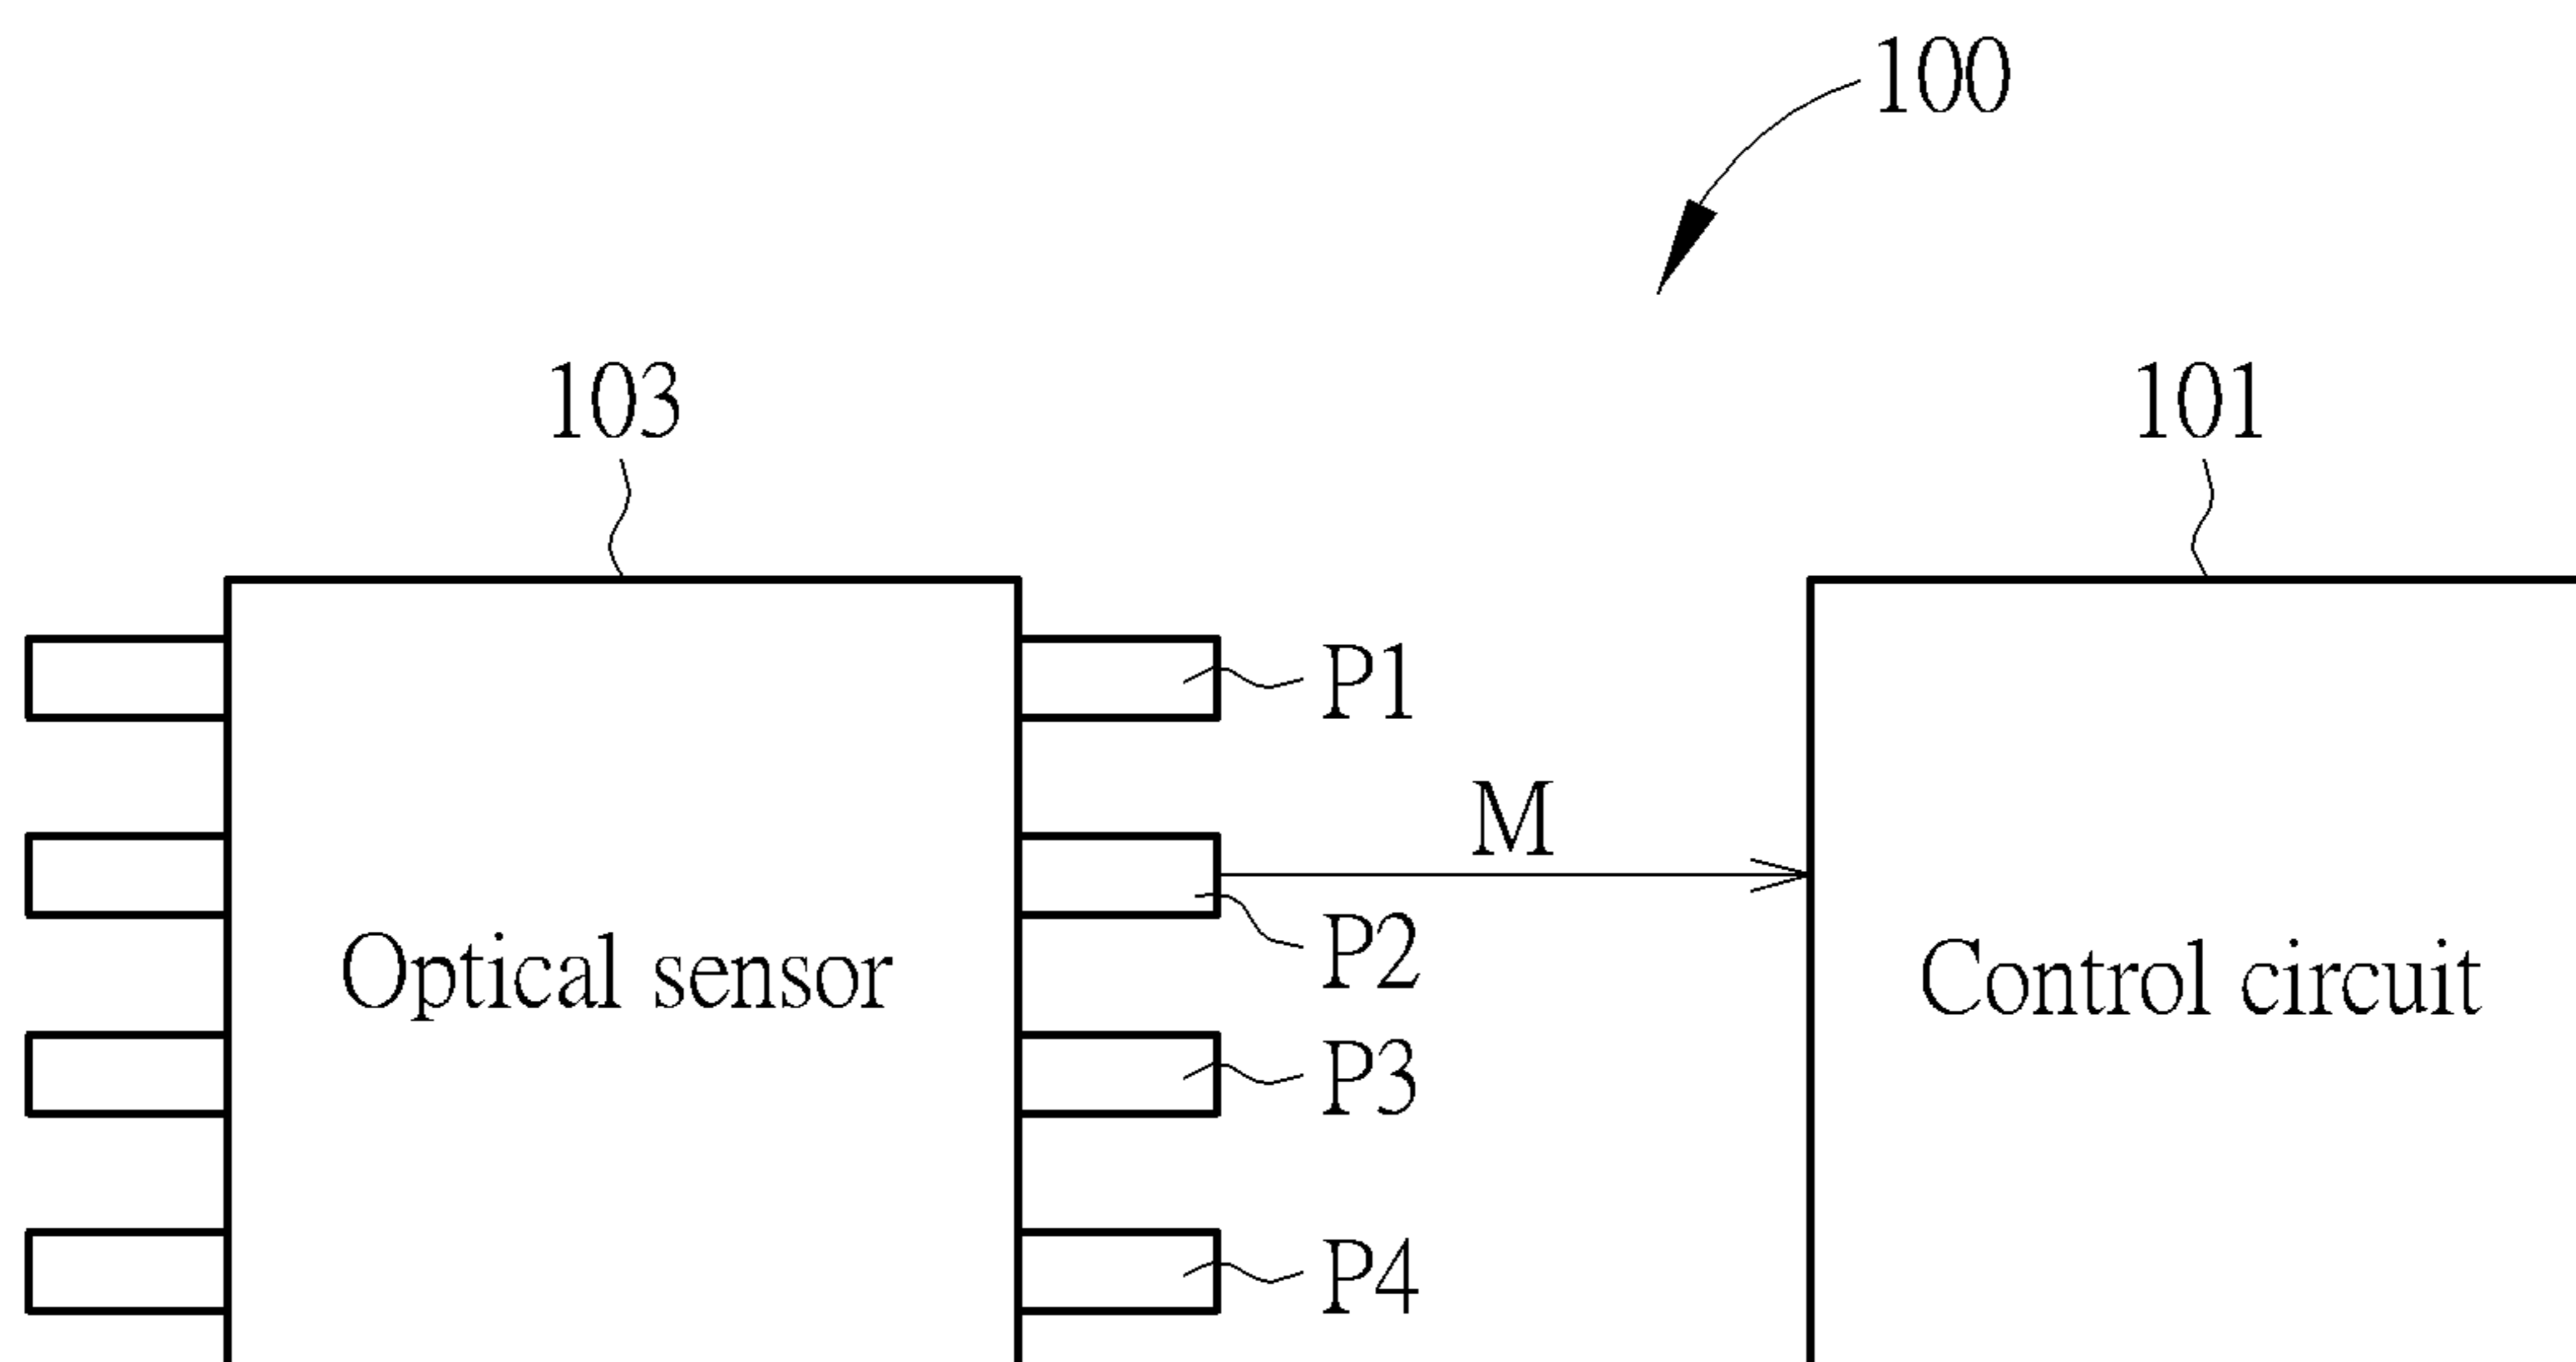 100
103
101
P1
M
P2
Optical sensor
Control circuit
P3
P4